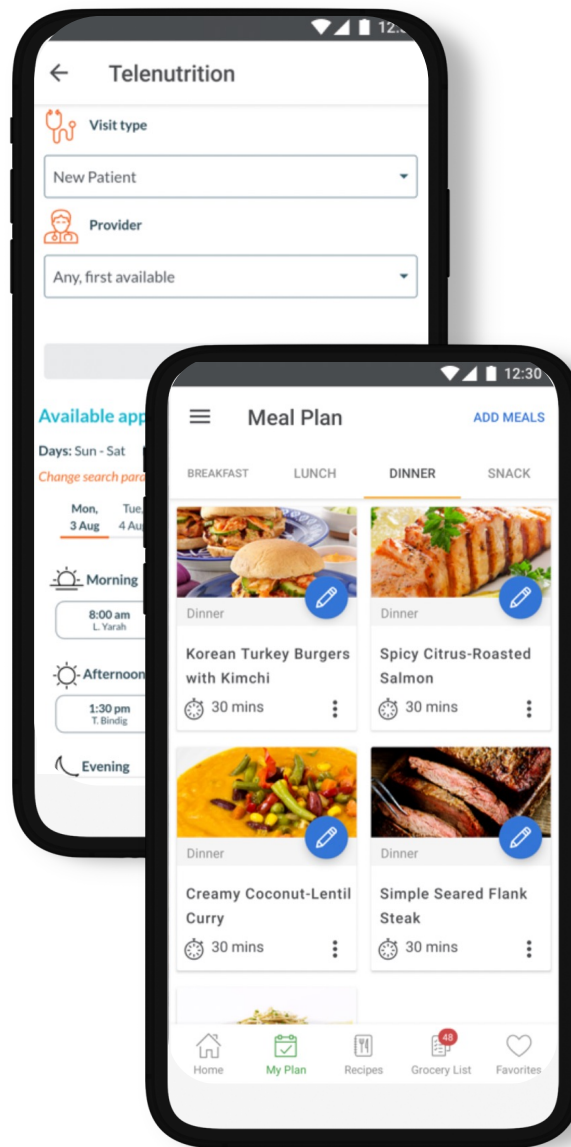 12:3
Telenutrition
Visit type
New Patient
Provider
Any, first available
Available app
Days: Sun - Sat
Change search para
Mon, Tue,
3 Aug 4 Au
Morning
8:00 am
L. Yarah
Afternoon
1:30 pm
T. Bindig
Evening
12:30
Meal Plan
ADD MEALS
BREAKFAST LUNCH DINNER SNACK
Dinner
Korean Turkey Burgers
with Kimchi
30 mins
Dinner
Spicy Citrus-Roasted
Salmon
30 mins
Dinner
Creamy Coconut-Lentil
Curry
30 mins
Dinner
Simple Seared Flank
Steak
30 mins
48
Home My Plan Recipes Grocery List Favorites